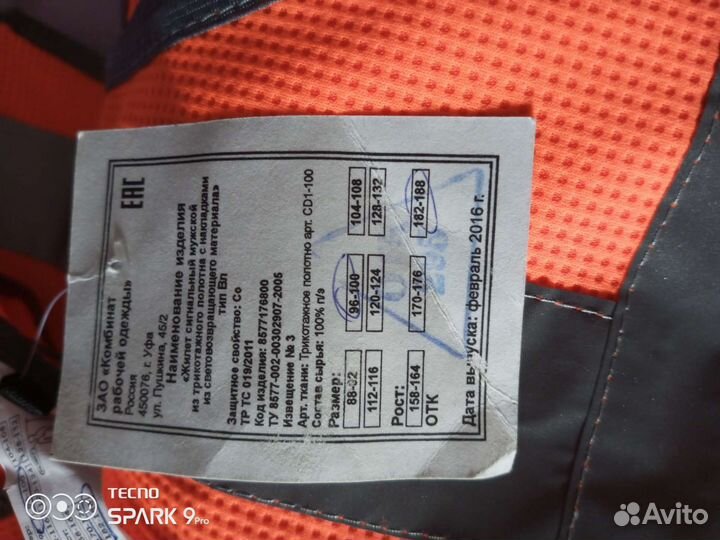 ЗАО «Комбинат
рабочей одежды»
Россия
450076, г. Уфа
ул. Пушкина, 45/2
ЕАС
Наименование изделия
«Жилет сигнальный мужской
из трикотажного полотна с накладками
из световозвращающего материала»
тип Вл
Защитное свойство: Со
ТР ТС 019/2011
Код изделия: 8577176800
ТУ 8577-002-00302907-2005
Извещение № 3
Арт. ткани: Трикотажное полотно арт. CD1-100
Состав сырья: 100% п/э
Размер:
88-92 96-100 104-108
112-116 120-124 128-132
Рост:
158-164 170-176 182-188
ОТК
Дата выпуска: февраль 2016 г.
TECNO
SPARK 9Pro
Avito